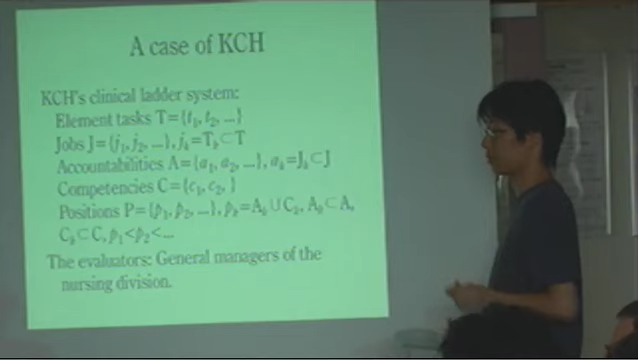 A case of KCH
KCH's clinical ladder system:
Element tasks T={t₁, t₂, ...}
Jobs J={j₁, j₂, ...}, jₖ=Tₖ⊂T
Accountabilities A={a₁, a₂, ...}, aₖ=Jₖ⊂J
Competencies C={c₁, c₂, }
Positions P={p₁, p₂, ...}, pₖ=Aₖ∪Cₖ, Aₖ⊂A,
Cₖ⊂C, p₁<p₂<...
The evaluators: General managers of the
nursing division.